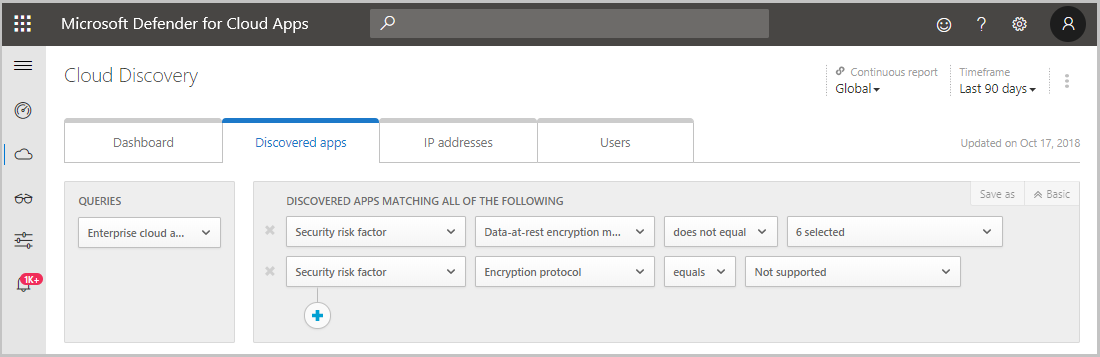 Microsoft Defender for Cloud Apps
?
Cloud Discovery
Continuous report
Global
Timeframe
Last 90 days
Dashboard
Discovered apps
IP addresses
Users
Updated on Oct 17, 2018
QUERIES
Enterprise cloud a...
DISCOVERED APPS MATCHING ALL OF THE FOLLOWING
Save as
Basic
Security risk factor
Data-at-rest encryption m...
does not equal
6 selected
Security risk factor
Encryption protocol
equals
Not supported
1K+